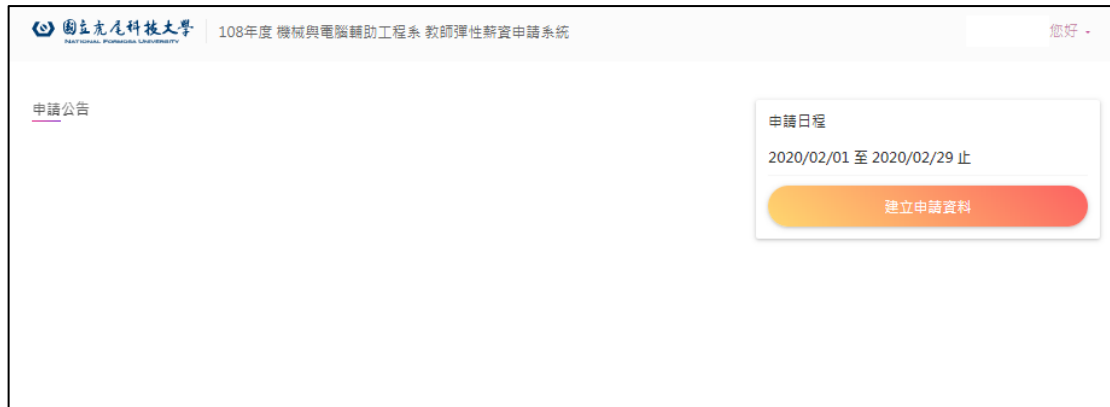 國立虎尾科技大學
NATIONAL FORMOSA UNIVERSITY
108年度 機械與電腦輔助工程系 教師彈性薪資申請系統
您好
申請公告
申請日程
2020/02/01 至 2020/02/29 止
建立申請資料